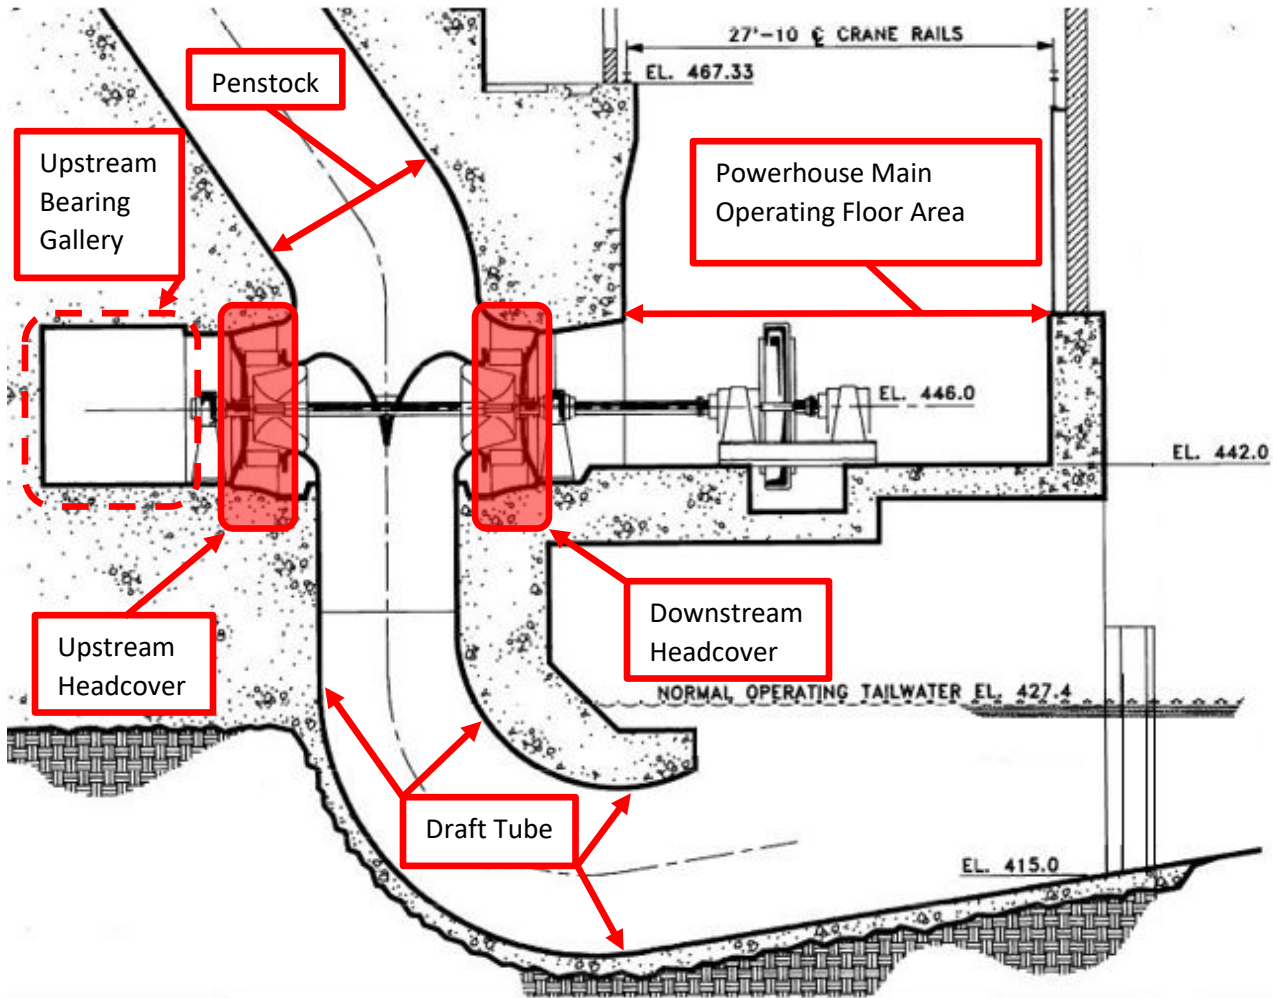 27'-10 ℄ CRANE RAILS
EL. 467.33
Penstock
Upstream
Bearing
Gallery
Powerhouse Main
Operating Floor Area
EL. 446.0
EL. 442.0
Upstream
Headcover
Downstream
Headcover
NORMAL OPERATING TAILWATER EL. 427.4
Draft Tube
EL. 415.0